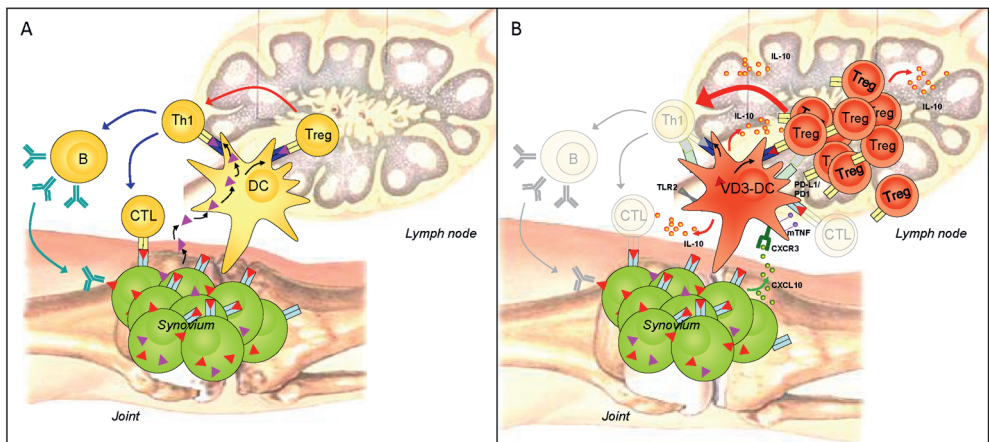 A
Th1
Treg
B
DC
CTL
Lymph node
Synovium
Joint
B
IL-10
Treg
IL-10
Th1
IL-10
Treg
Treg
B
Treg
VD3-DC
Treg
TLR2
PD-L1/
PD1
Treg
CTL
mTNF
CTL
Lymph node
IL-10
CXCR3
CXCL10
Synovium
Joint